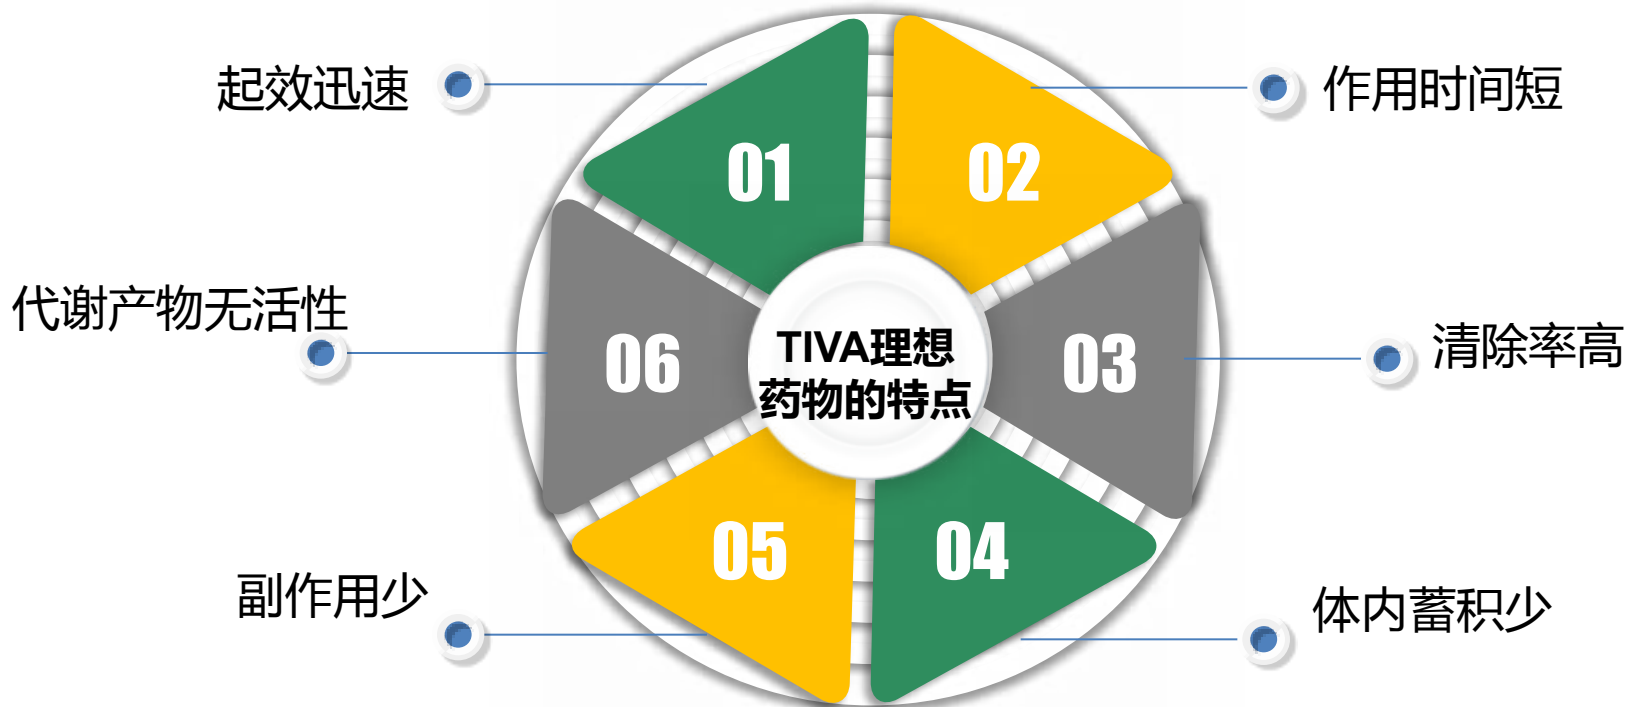 起效迅速
01
02
作用时间短
代谢产物无活性
06
TIVA理想
药物的特点
03
清除率高
副作用少
05
04
体内蓄积少